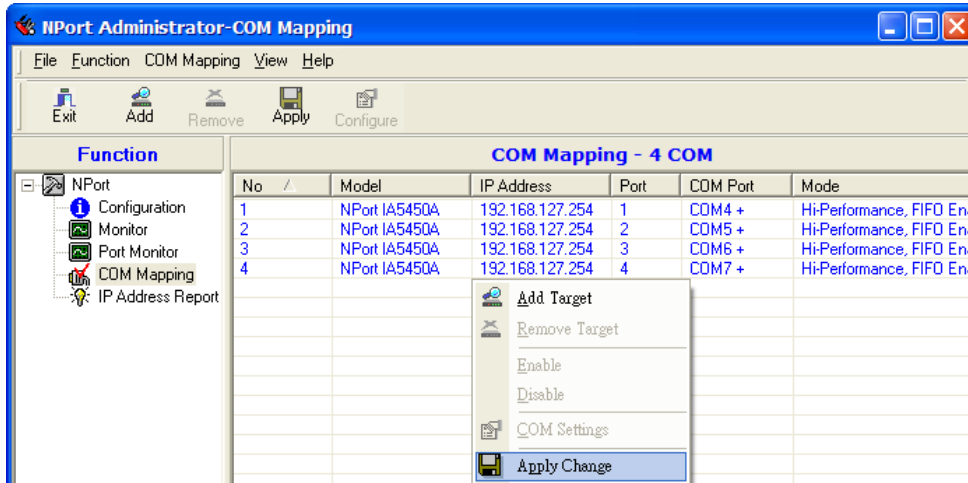 NPort Administrator-COM Mapping
File Function COM Mapping View Help
Exit Add Remove Apply Configure
Function
NPort
Configuration
Monitor
Port Monitor
COM Mapping
IP Address Report
COM Mapping - 4 COM
No Model IP Address Port COM Port Mode
1 NPort IA5450A 192.168.127.254 1 COM4 + Hi-Performance, FIFO En
2 NPort IA5450A 192.168.127.254 2 COM5 + Hi-Performance, FIFO En
3 NPort IA5450A 192.168.127.254 3 COM6 + Hi-Performance, FIFO En
4 NPort IA5450A 192.168.127.254 4 COM7 + Hi-Performance, FIFO En
Add Target
Remove Target
Enable
Disable
COM Settings
Apply Change